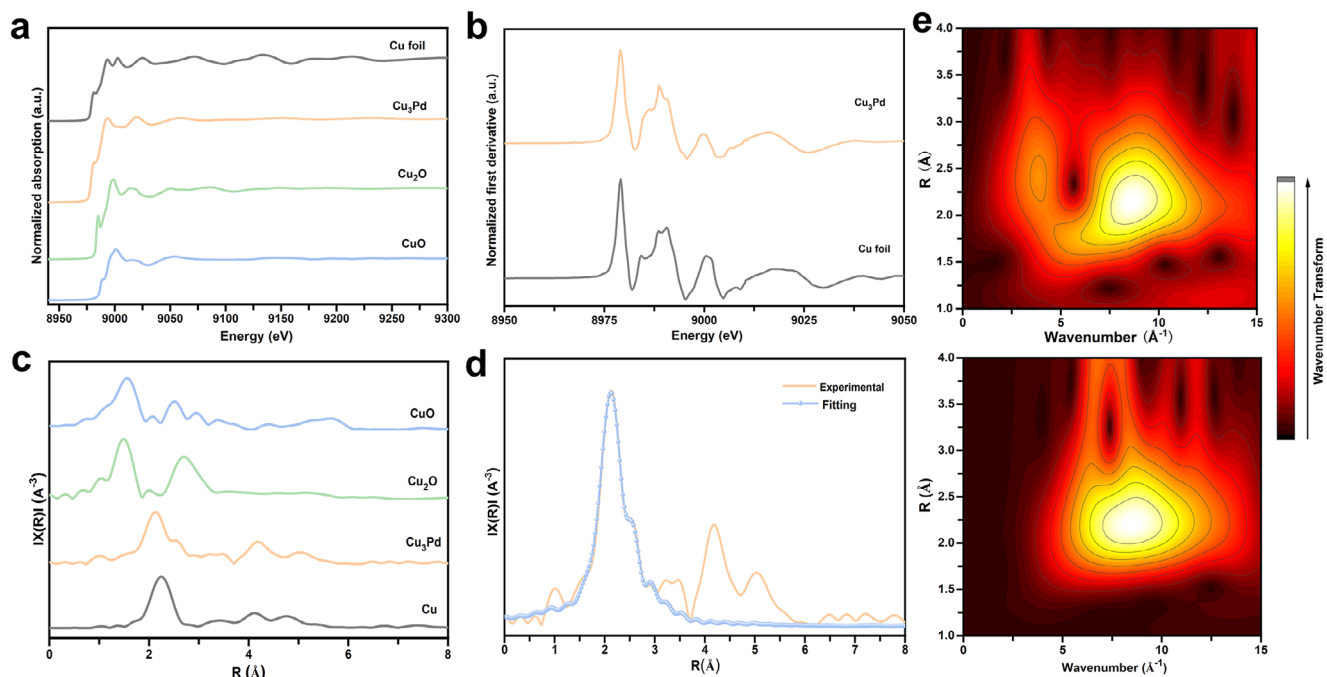 a
Normalized absorption (a.u.)
Cu foil
Cu₃Pd
Cu₂O
CuO
8950 9000 9050 9100 9150 9200 9250 9300
Energy (eV)
b
Normalized first derivative (a.u.)
Cu₃Pd
Cu foil
8950 8975 9000 9025 9050
Energy (eV)
e
R (Å)
4.0
3.5
3.0
2.5
2.0
1.5
1.0
0 5 10 15
Wavenumber (Å⁻¹)
Wavenumber Transform
c
IX(R)I (A⁻³)
CuO
Cu₂O
Cu₃Pd
Cu
0 2 4 6 8
R (Å)
d
IX(R)I (A⁻³)
Experimental
Fitting
0 1 2 3 4 5 6 7 8
R(Å)
R (Å)
4.0
3.5
3.0
2.5
2.0
1.5
1.0
0 5 10 15
Wavenumber (Å⁻¹)